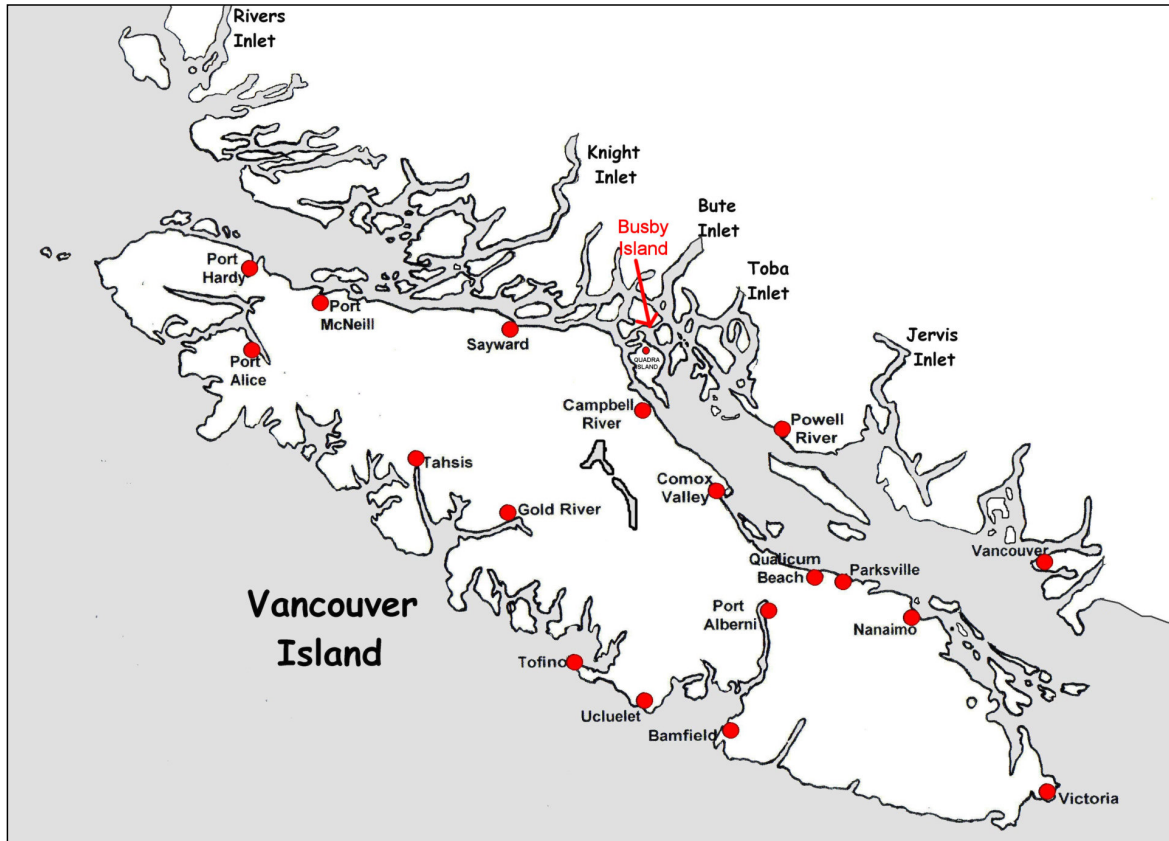 Rivers
Inlet
Knight
Inlet
Bute
Inlet
Busby
Island
Toba
Inlet
Jervis
Inlet
Port
Hardy
Port
McNeill
Sayward
Port
Alice
QUADRA
ISLAND
Campbell
River
Powell
River
Tahsis
Gold River
Comox
Valley
Vancouver
Qualicum
Beach
Parksville
Port
Alberni
Nanaimo
Vancouver
Island
Tofino
Ucluelet
Bamfield
Victoria